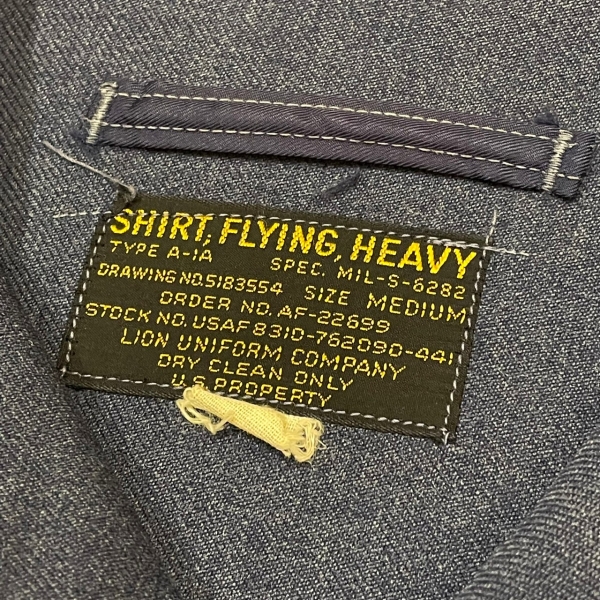 SHIRT, FLYING, HEAVY
TYPE A-1A SPEC. MIL-S-6282
DRAWING NO. 5183554 SIZE MEDIUM
ORDER NO. AF-22699
STOCK NO. USAF 8310-762090-441
LION UNIFORM COMPANY
DRY CLEAN ONLY
U.S. PROPERTY